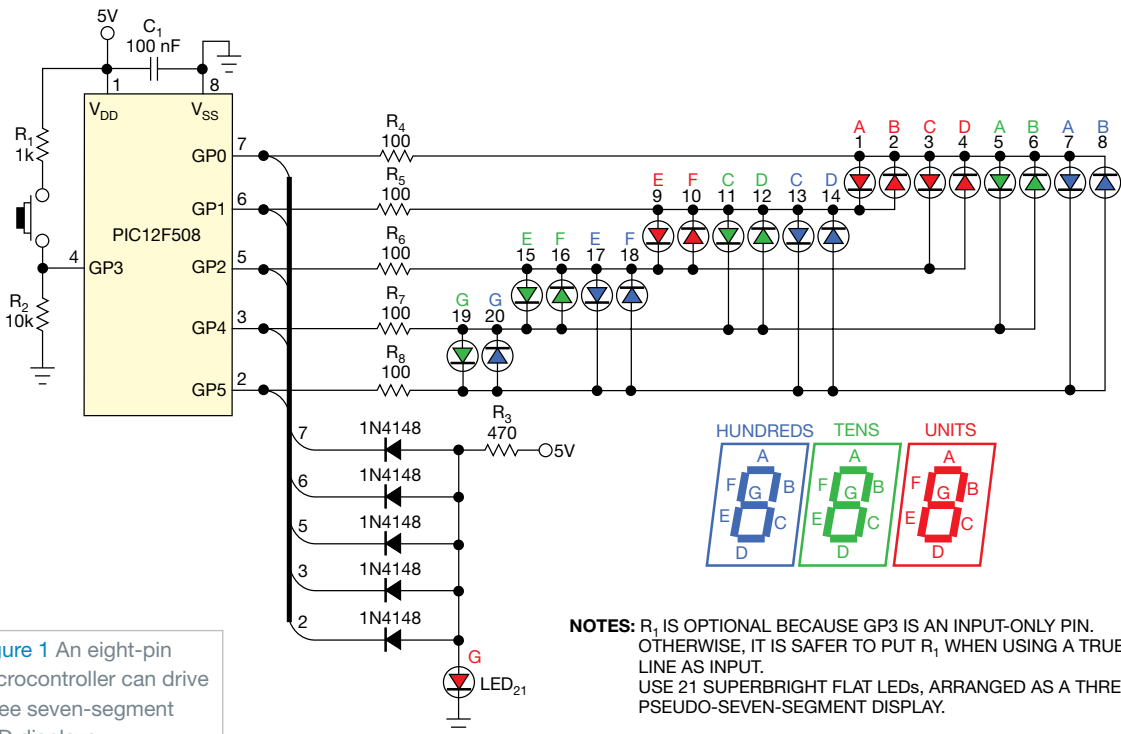 5V
C1
100 nF
1
8
VDD
VSS
R1
1k
GP0
7
GP1
6
PIC12F508
GP2
5
4
GP3
R2
10k
GP4
3
GP5
2
R4
100
R5
100
R6
100
R7
100
R8
100
A B C D A B A B
1 2 3 4 5 6 7 8
E F C D C D
9 10 11 12 13 14
E F E F
15 16 17 18
G G
19 20
R3
470
5V
7 1N4148
6 1N4148
5 1N4148
3 1N4148
2 1N4148
G
LED21
HUNDREDS TENS UNITS
A A A
F G B F G B F G B
E C E C E C
D D D
NOTES: R1 IS OPTIONAL BECAUSE GP3 IS AN INPUT-ONLY PIN.
OTHERWISE, IT IS SAFER TO PUT R1 WHEN USING A TRUE
LINE AS INPUT.
USE 21 SUPERBRIGHT FLAT LEDs, ARRANGED AS A THRE
PSEUDO-SEVEN-SEGMENT DISPLAY.
gure 1 An eight-pin
icrocontroller can drive
ee seven-segment